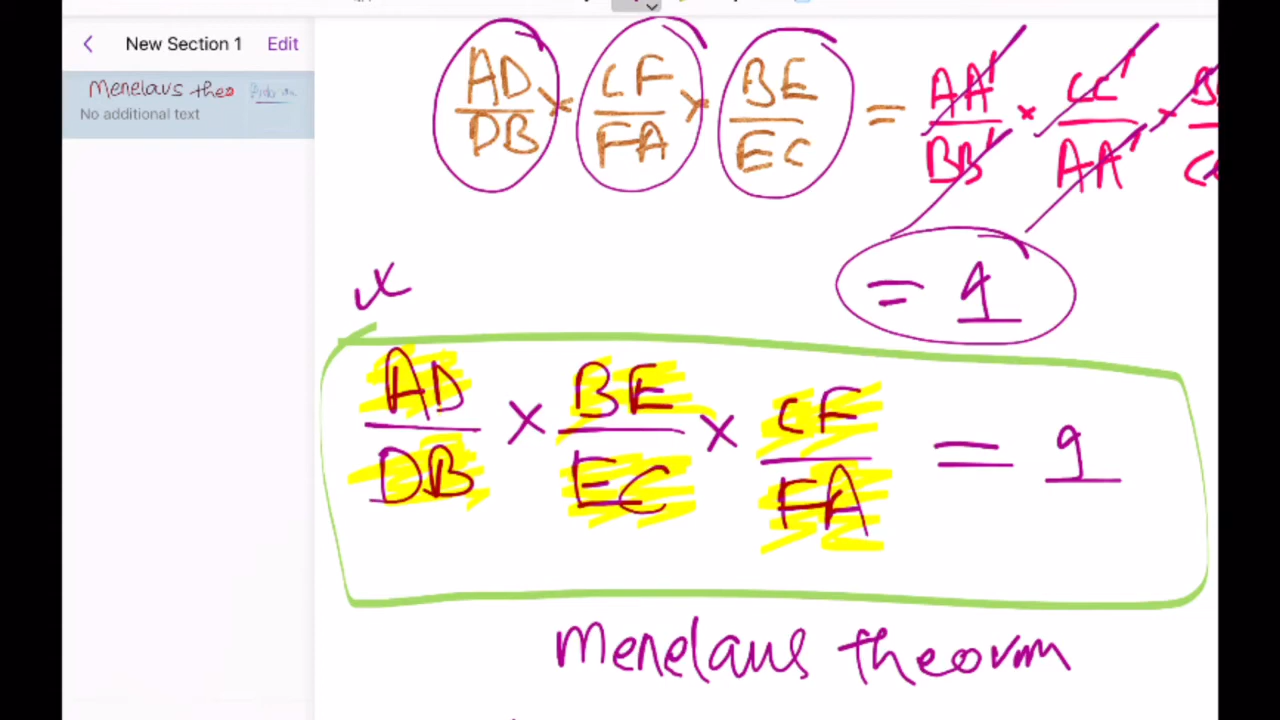 New Section 1 Edit
Menelaus theo
No additional text
AD/DB × CF/FA × BE/EC = AA'/BB' × CC'/AA' ×
= 1
AD/DB × BE/EC × CF/FA = 1
Menelaus theorm